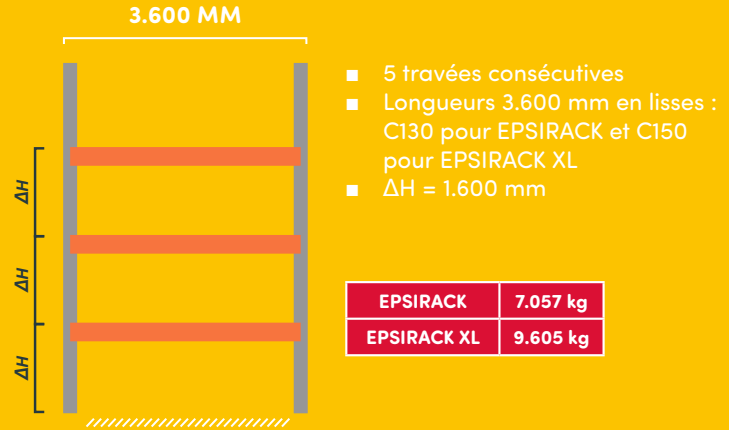 3.600 MM
■ 5 travées consécutives
■ Longueurs 3.600 mm en lisses :
C130 pour EPSIRACK et C150
pour EPSIRACK XL
■ ΔH = 1.600 mm
ΔH
ΔH
ΔH
EPSIRACK 7.057 kg
EPSIRACK XL 9.605 kg